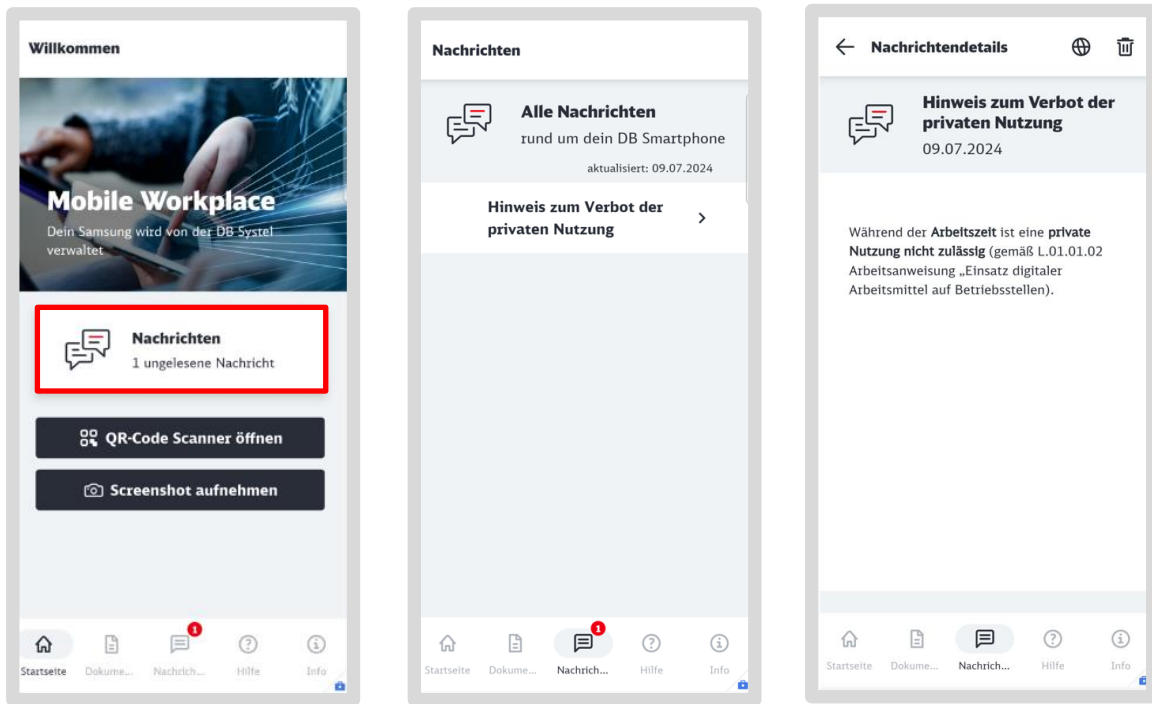 Willkommen
Mobile Workplace
Dein Samsung wird von der DB Systel
verwaltet
Nachrichten
1 ungelesene Nachricht
QR-Code Scanner öffnen
Screenshot aufnehmen
1
Startseite Dokume... Nachrich... Hilfe Info
Nachrichten
Alle Nachrichten
rund um dein DB Smartphone
aktualisiert: 09.07.2024
Hinweis zum Verbot der
privaten Nutzung
1
Startseite Dokume... Nachrich... Hilfe Info
Nachrichtendetails
Hinweis zum Verbot der
privaten Nutzung
09.07.2024
Während der Arbeitszeit ist eine private
Nutzung nicht zulässig (gemäß L.01.01.02
Arbeitsanweisung „Einsatz digitaler
Arbeitsmittel auf Betriebsstellen).
Startseite Dokume... Nachrich... Hilfe Info